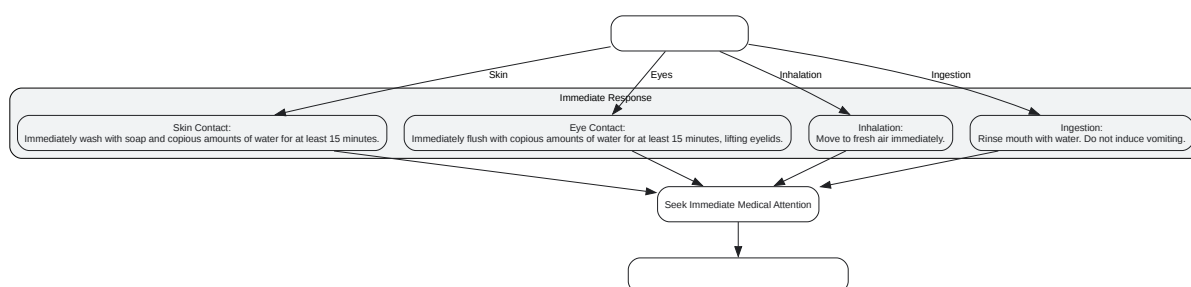 Skin
Eyes
Inhalation
Ingestion
Immediate Response
Skin Contact:
Immediately wash with soap and copious amounts of water for at least 15 minutes.
Eye Contact:
Immediately flush with copious amounts of water for at least 15 minutes, lifting eyelids.
Inhalation:
Move to fresh air immediately.
Ingestion:
Rinse mouth with water. Do not induce vomiting.
Seek Immediate Medical Attention